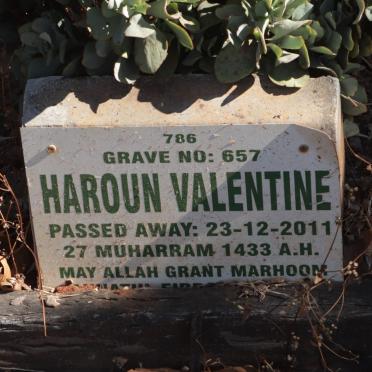 786
GRAVE NO: 657
HAROUN VALENTINE
PASSED AWAY: 23-12-2011
27 MUHARRAM 1433 A.H.
MAY ALLAH GRANT MARHOOM